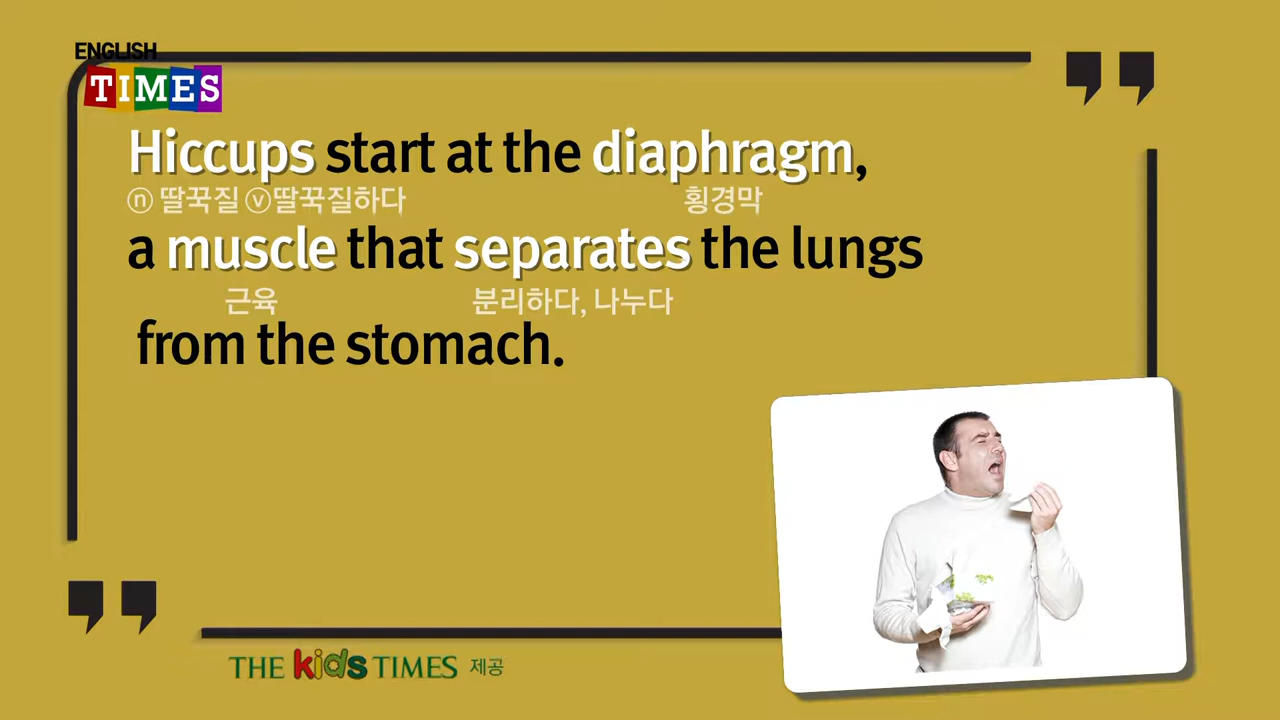 ENGLISH
TIMES
Hiccups start at the diaphragm,
ⓝ 딸꾹질 ⓥ딸꾹질하다 횡경막
a muscle that separates the lungs
근육 분리하다, 나누다
from the stomach.
THE kids TIMES 제공